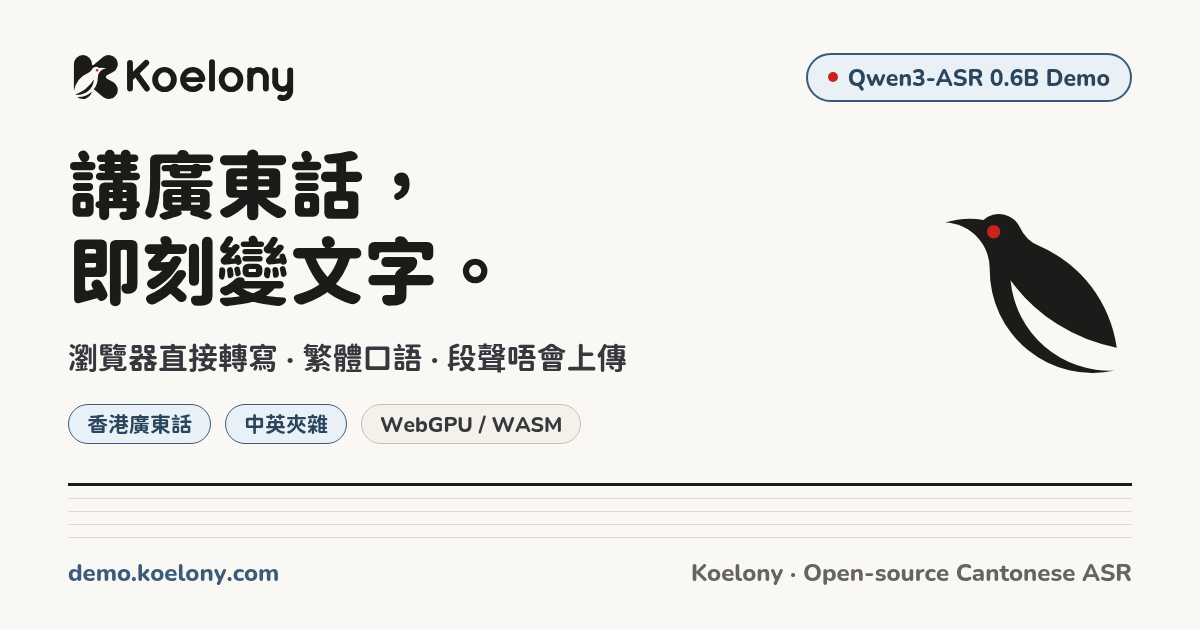 Koelony
Qwen3-ASR 0.6B Demo
講廣東話，
即刻變文字。
瀏覽器直接轉寫 · 繁體口語 · 段聲唔會上傳
香港廣東話
中英夾雜
WebGPU / WASM
demo.koelony.com
Koelony · Open-source Cantonese ASR